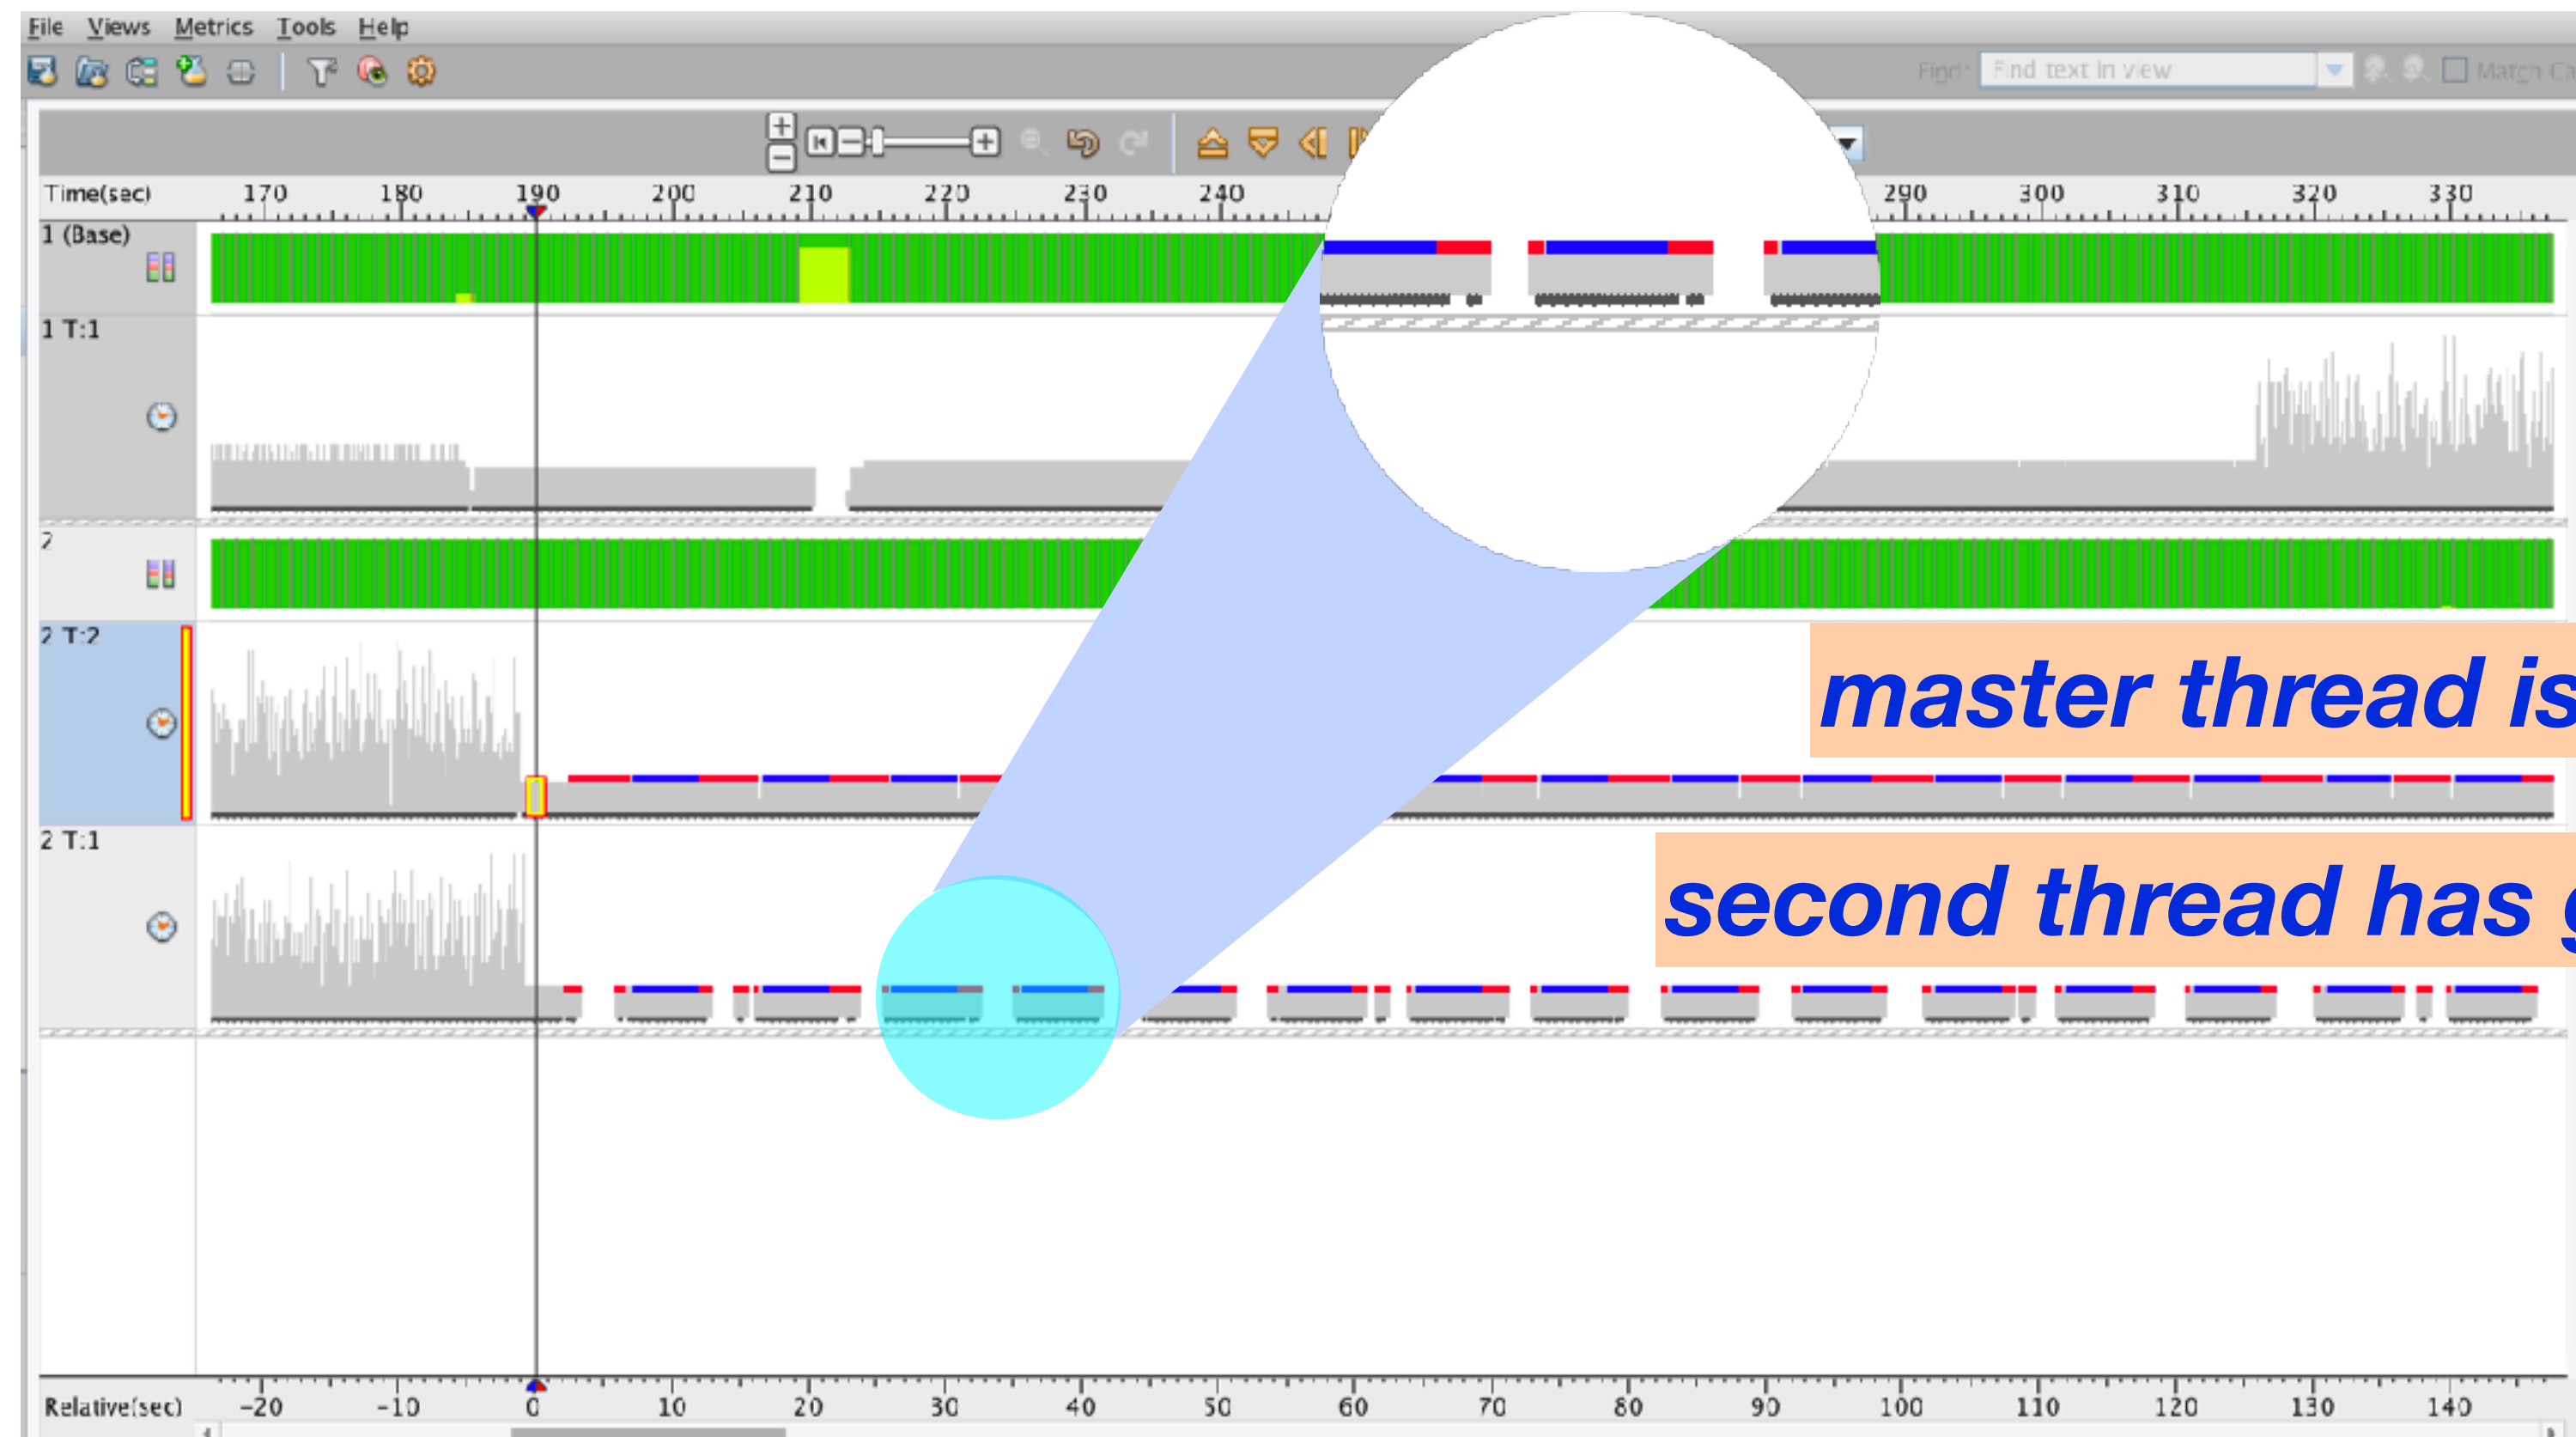 File Views Metrics Tools Help
Find: Find text in view Match Ca
Time(sec) 170 180 190 200 210 220 230 240 290 300 310 320 330
1 (Base)
1 T:1
2
2 T:2
master thread is
2 T:1
second thread has
Relative(sec) -20 -10 0 10 20 30 40 50 60 70 80 90 100 110 120 130 140